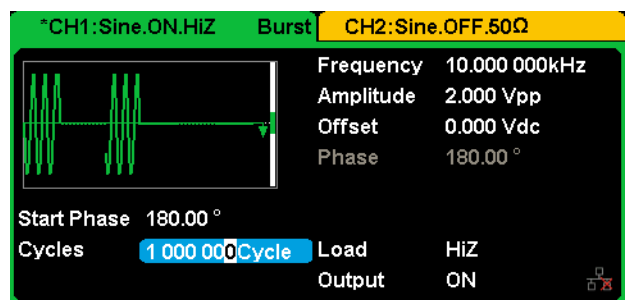 *CH1:Sine.ON.HiZ Burst CH2:Sine.OFF.50Ω
Frequency 10.000 000kHz
Amplitude 2.000 Vpp
Offset 0.000 Vdc
Phase 180.00 °
Start Phase 180.00 °
Cycles 1 000 000Cycle Load HiZ
Output ON